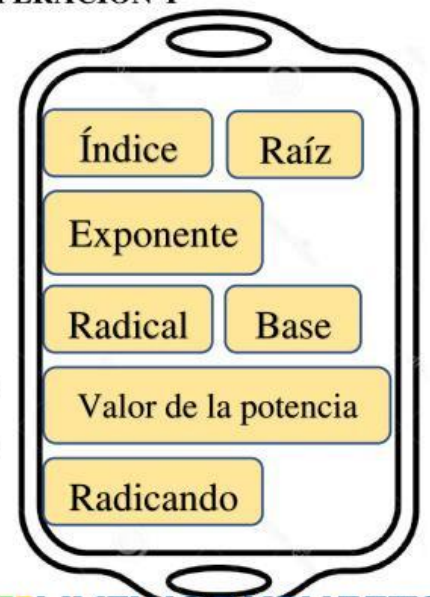 Índice Raíz
Exponente
Radical Base
Valor de la potencia
Radicando